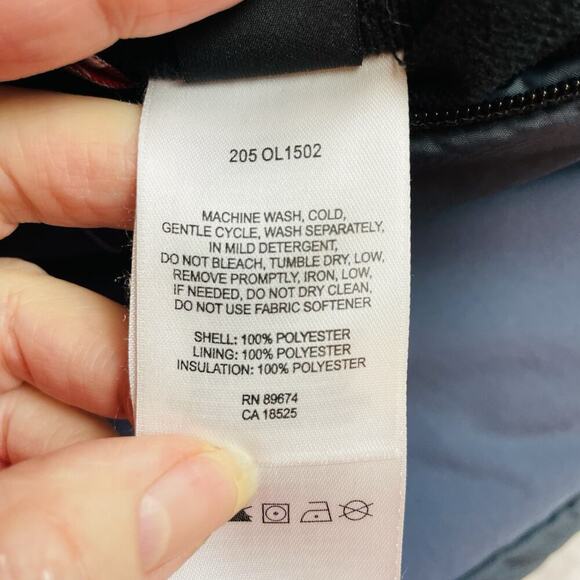 205 OL1502
MACHINE WASH, COLD,
GENTLE CYCLE, WASH SEPARATELY,
IN MILD DETERGENT,
DO NOT BLEACH, TUMBLE DRY, LOW,
REMOVE PROMPTLY, IRON, LOW,
IF NEEDED, DO NOT DRY CLEAN,
DO NOT USE FABRIC SOFTENER
SHELL: 100% POLYESTER
LINING: 100% POLYESTER
INSULATION: 100% POLYESTER
RN 89674
CA 18525